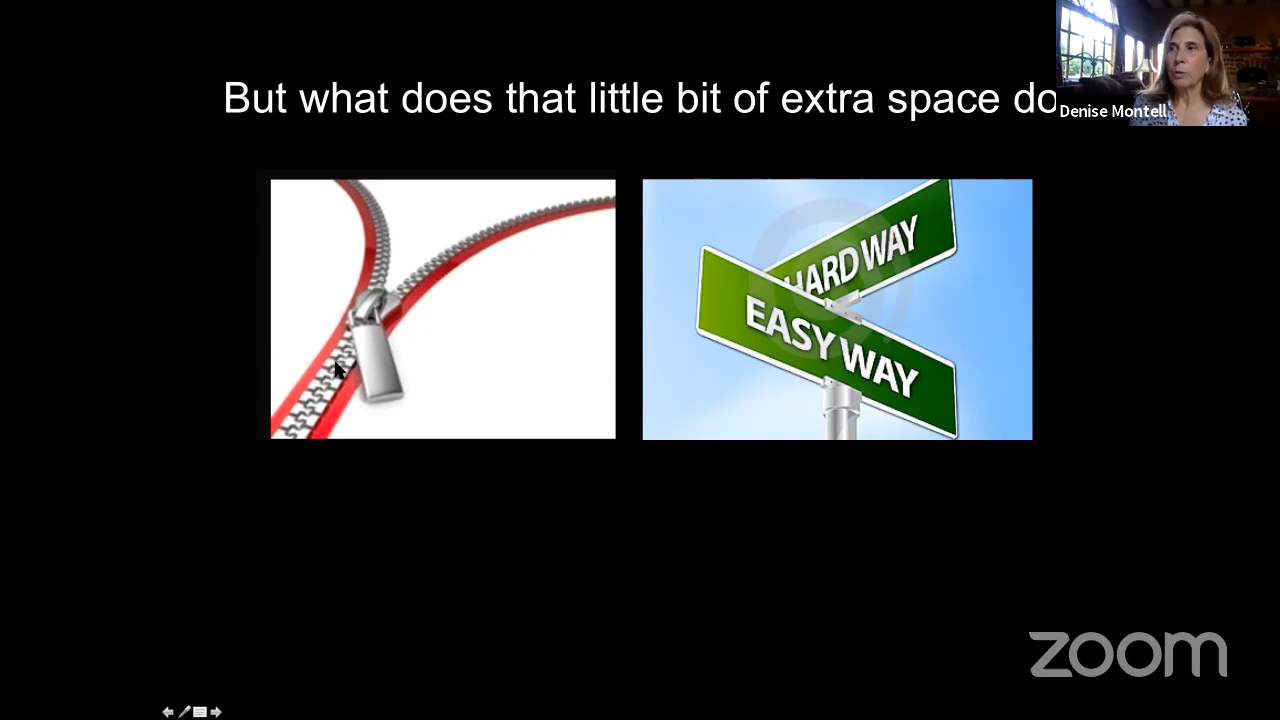 But what does that little bit of extra space do
Denise Montell
HARD WAY
EASY WAY
zoom